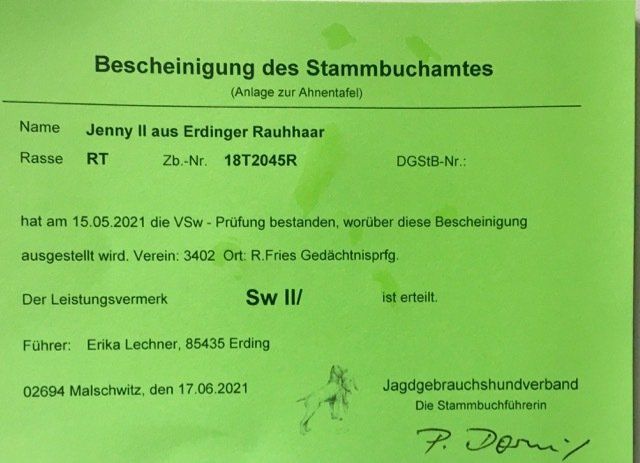 Bescheinigung des Stammbuchamtes
(Anlage zur Ahnentafel)
Name Jenny II aus Erdinger Rauhhaar
Rasse RT Zb.-Nr. 18T2045R DGStB-Nr.:
hat am 15.05.2021 die VSw - Prüfung bestanden, worüber diese Bescheinigung
ausgestellt wird. Verein: 3402 Ort: R.Fries Gedächtnisprfg.
Der Leistungsvermerk Sw II/ ist erteilt.
Führer: Erika Lechner, 85435 Erding
02694 Malschwitz, den 17.06.2021 Jagdgebrauchshundverband
Die Stammbuchführerin